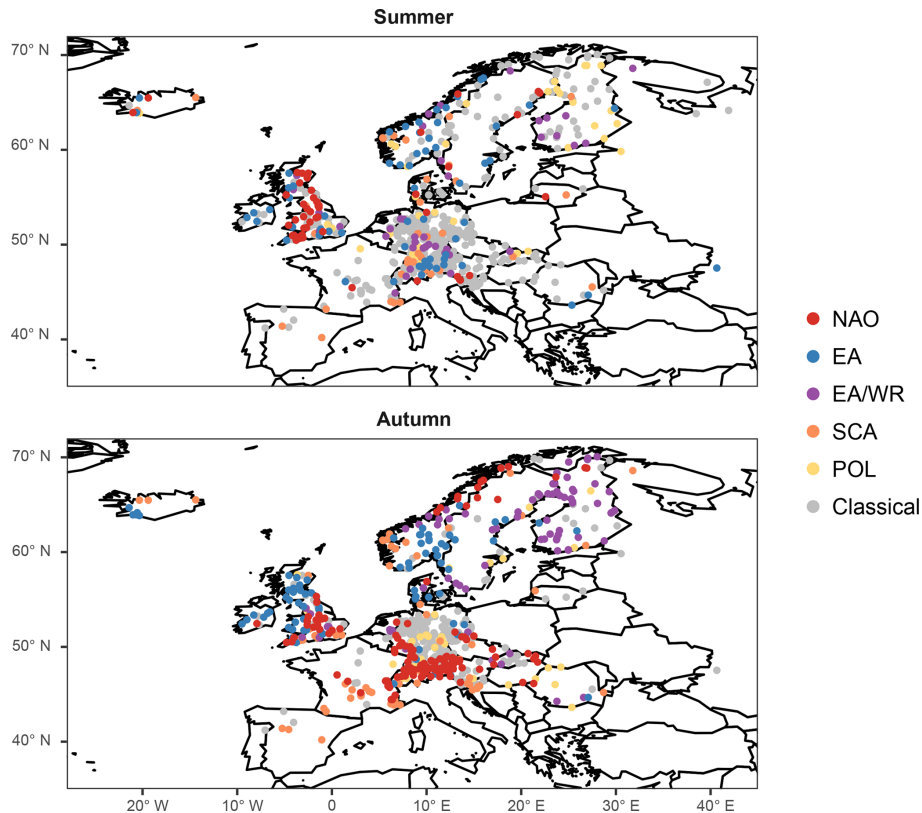 Summer
70° N
60° N
50° N
40° N
NAO
EA
EA/WR
SCA
POL
Classical
Autumn
70° N
60° N
50° N
40° N
20° W 10° W 0 10° E 20° E 30° E 40° E